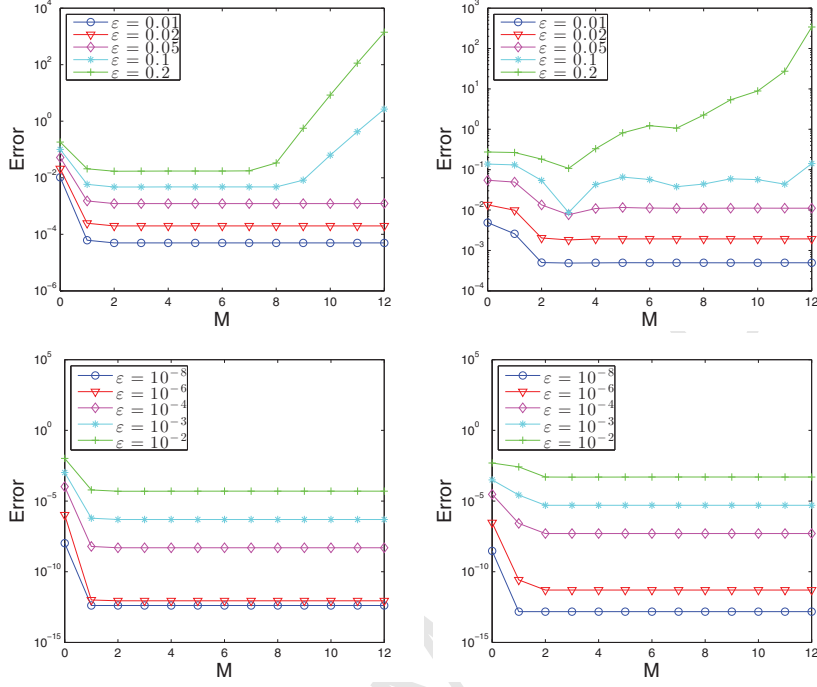 10^4
10^2
10^0
10^-2
10^-4
10^-6
Error
0 2 4 6 8 10 12
M
ε = 0.01
ε = 0.02
ε = 0.05
ε = 0.1
ε = 0.2
10^3
10^2
10^1
10^0
10^-1
10^-2
10^-3
10^-4
Error
0 2 4 6 8 10 12
M
ε = 0.01
ε = 0.02
ε = 0.05
ε = 0.1
ε = 0.2
10^5
10^0
10^-5
10^-10
10^-15
Error
0 2 4 6 8 10 12
M
ε = 10^-8
ε = 10^-6
ε = 10^-4
ε = 10^-3
ε = 10^-2
10^5
10^0
10^-5
10^-10
10^-15
Error
0 2 4 6 8 10 12
M
ε = 10^-8
ε = 10^-6
ε = 10^-4
ε = 10^-3
ε = 10^-2